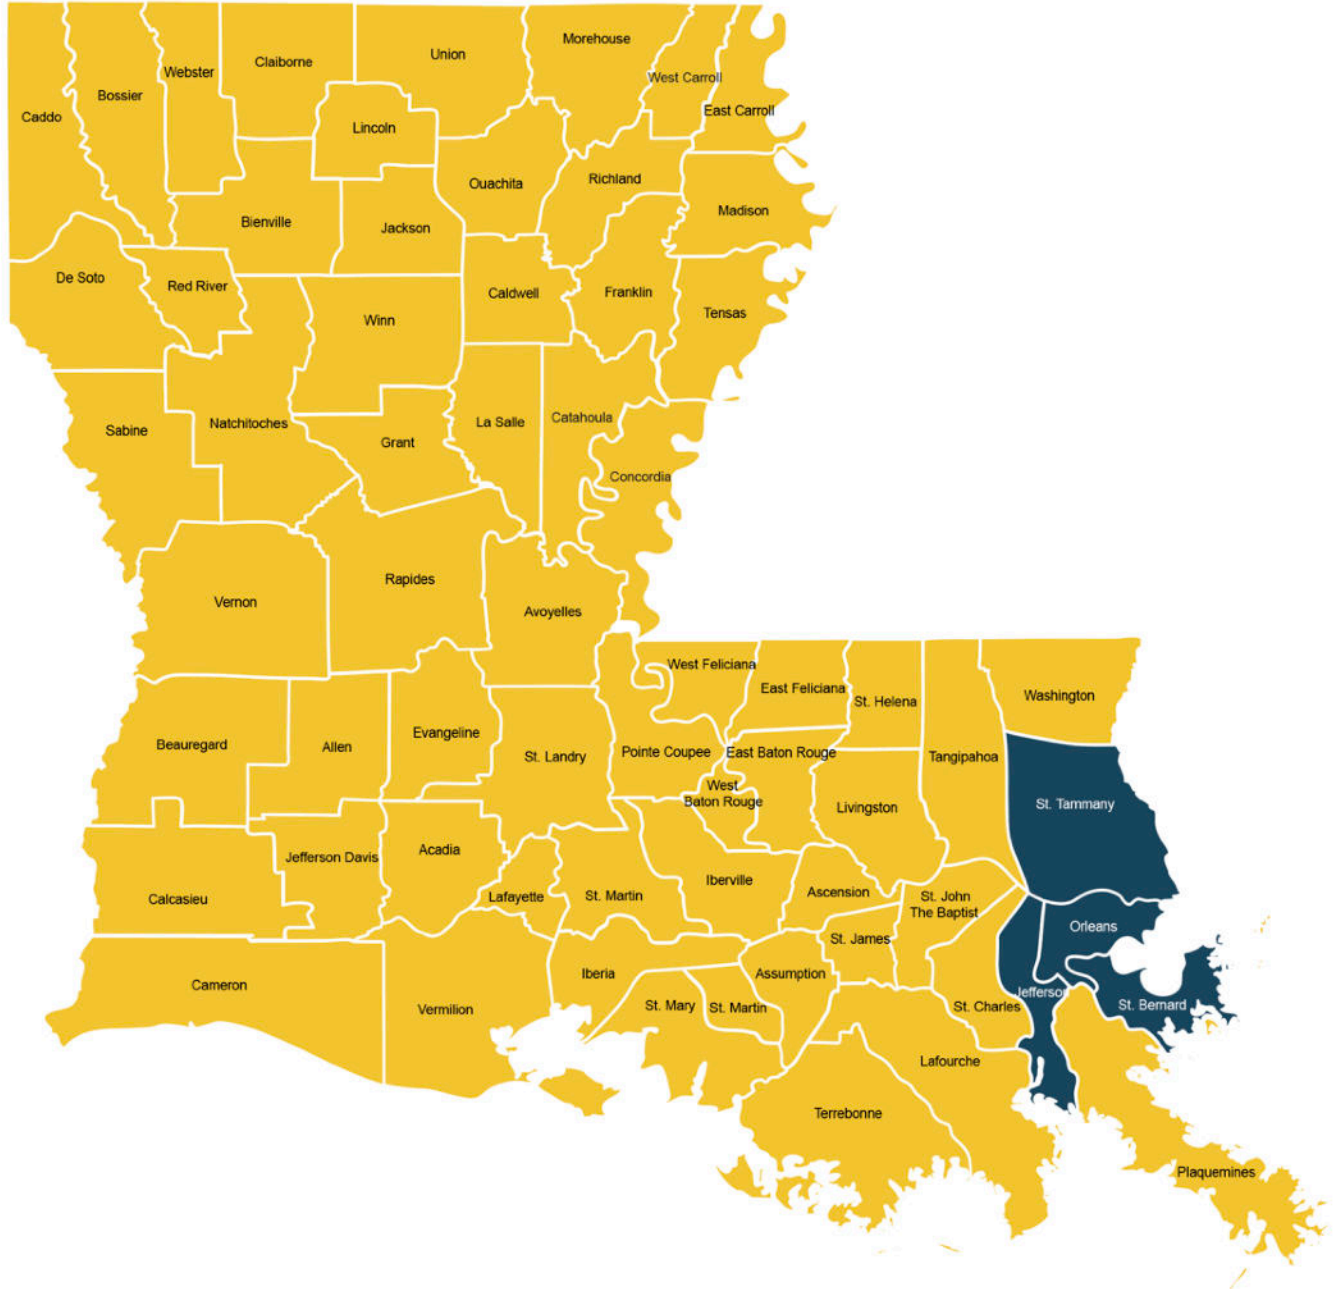 Morehouse
Union
Claiborne
Webster
West Carroll
Bossier
East Carroll
Caddo
Lincoln
Richland
Ouachita
Madison
Bienville
Jackson
De Soto
Red River
Caldwell
Franklin
Tensas
Winn
Catahoula
La Salle
Natchitoches
Sabine
Grant
Concordia
Rapides
Vernon
Avoyelles
West Feliciana
East Feliciana
Washington
St. Helena
Evangeline
Beauregard
Allen
Pointe Coupee
East Baton Rouge
St. Landry
Tangipahoa
West
Baton Rouge
St. Tammany
Livingston
Acadia
Jefferson Davis
Iberville
Ascension
Lafayette
St. Martin
St. John
The Baptist
Calcasieu
Orleans
St. James
Iberia
Assumption
Cameron
Jefferson
St. Mary
St. Martin
St. Charles
St. Bernard
Vermilion
Lafourche
Terrebonne
Plaquemines